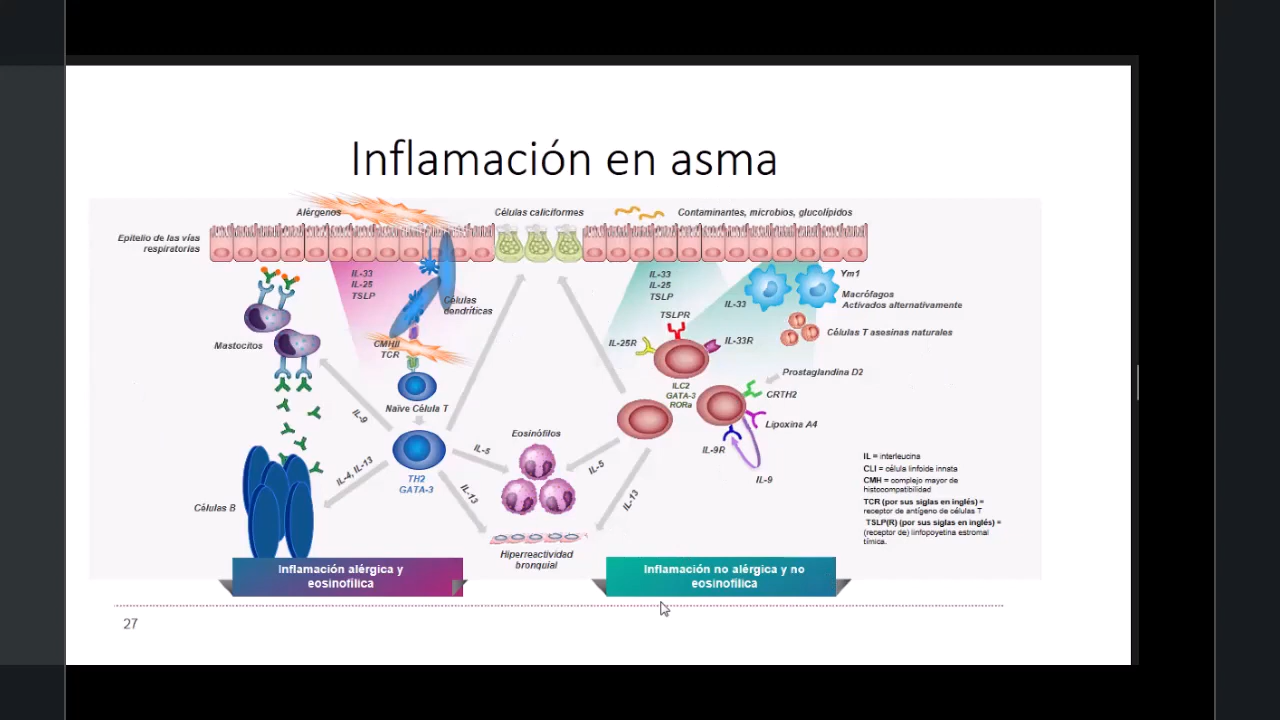 Inflamación en asma
Alérgenos
Células caliciformes
Contaminantes, microbios, glucolípidos
Epitelio de las vías
respiratorias
IL-33
IL-25
TSLP
Células
dendríticas
IL-33
IL-25
TSLP
IL-33
Ym1
Macrófagos
Activados alternativamente
TSLPR
Células T asesinas naturales
Mastocitos
CMHII
TCR
IL-25R
IL-33R
Prostaglandina D2
ILC2
GATA-3
RORa
CRTH2
Naïve Célula T
IL-9
Lipoxina A4
Eosinófilos
IL-5
IL-5
IL-9R
IL-9
IL-4, IL-13
TH2
GATA-3
IL-13
IL-13
Células B
Hiperreactividad
bronquial
IL = interleucina
CLI = célula linfoide innata
CMH = complejo mayor de
histocompatibilidad
TCR (por sus siglas en inglés) =
receptor de antígeno de células T
TSLP(R) (por sus siglas en inglés) =
(receptor de) linfopoyetina estromal
tímica.
Inflamación alérgica y
eosinofílica
Inflamación no alérgica y no
eosinofílica
27